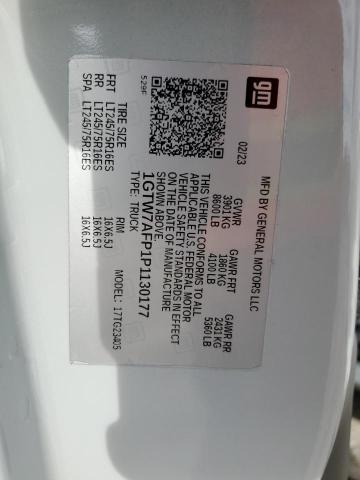 gm
MFD BY GENERAL MOTORS LLC
02/23
GVWR GAWR FRT GAWR RR
3901 KG 1860 KG 2431 KG
8600 LB 4100 LB 5360 LB
THIS VEHICLE CONFORMS TO ALL
APPLICABLE U.S. FEDERAL MOTOR
VEHICLE SAFETY STANDARDS IN EFFECT
ON THE DATE OF MANUFACTURE
SHOWN ABOVE.
1GTW7AFP1P1130177
TYPE: TRUCK MODEL: 17TG23405
529F
TIRE SIZE RIM
FRT LT245/75R16ES 16X6.5J
RR LT245/75R16ES 16X6.5J
SPA LT245/75R16ES 16X6.5J